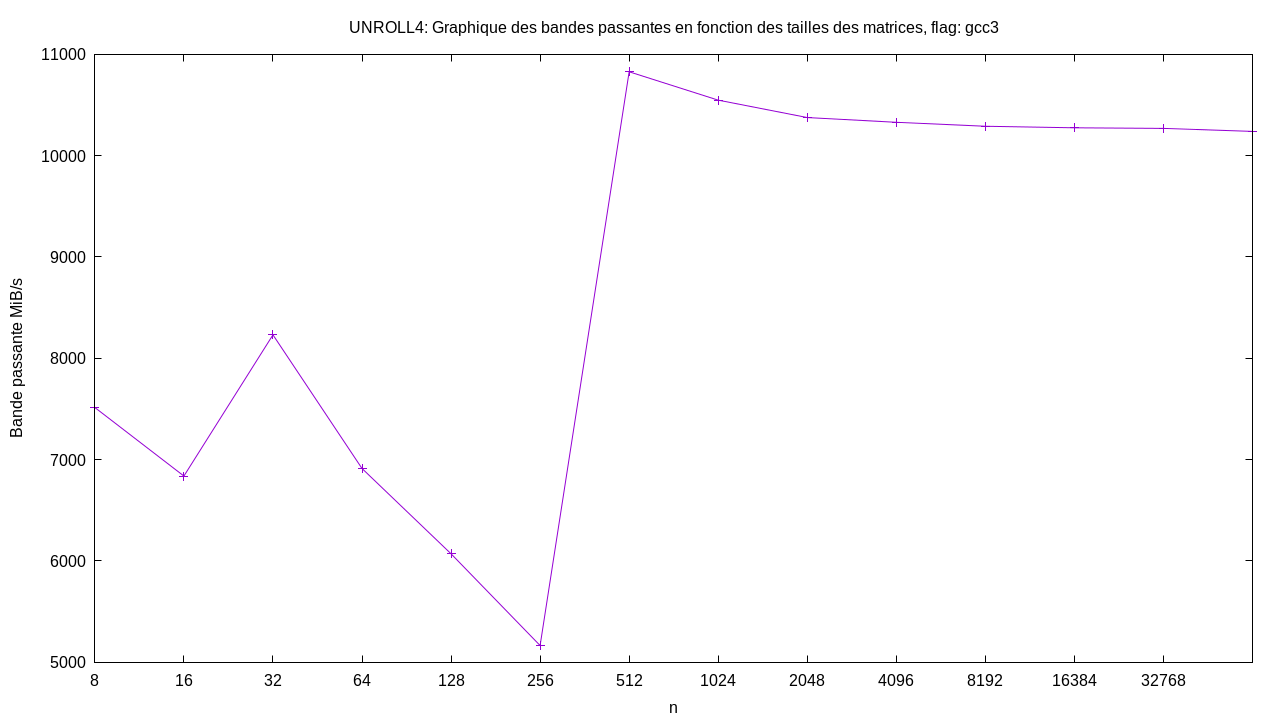 UNROLL4: Graphique des bandes passantes en fonction des tailles des matrices, flag: gcc3
11000
10000
9000
8000
7000
6000
5000
Bande passante MiB/s
8 16 32 64 128 256 512 1024 2048 4096 8192 16384 32768
n